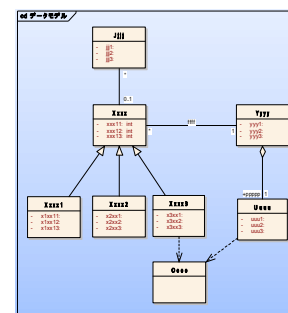 cd データモデル
Jjjj
- jjj1:
- jjj2:
- jjj3:
*
0..1
Xxxx
- xxx11: int
- xxx12: int
- xxx13: int
*
ffff
1
Yyyy
- yyy1:
- yyy2:
- yyy3:
+ppppp
1
Xxxx1
- x1xx11:
- x1xx12:
- x1xx13:
Xxxx2
- x2xx1:
- x2xx2:
- x2xx3:
Xxxx3
- x3xx1:
- x3xx2:
- x3xx3:
Uuuu
- uuu1:
- uuu2:
- uuu3: